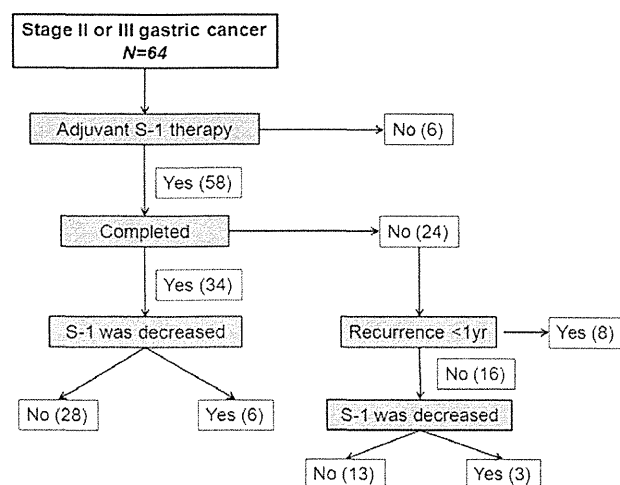 Stage II or III gastric cancer
N=64
Adjuvant S-1 therapy
No (6)
Yes (58)
Completed
No (24)
Yes (34)
S-1 was decreased
Recurrence <1yr
Yes (8)
No (16)
No (28)
Yes (6)
S-1 was decreased
No (13)
Yes (3)